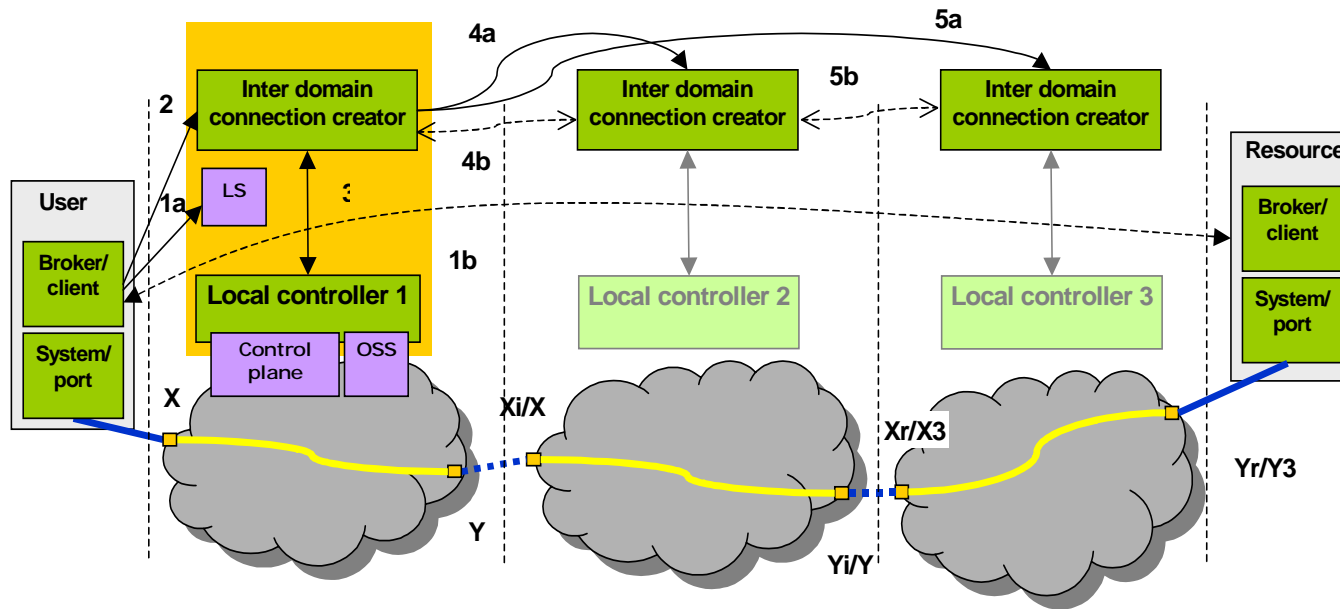 4a
5a
Inter domain
connection creator
Inter domain
connection creator
Inter domain
connection creator
2
5b
4b
Resource
User
1a
LS
3
1b
Broker/
client
Broker/
client
Local controller 1
Local controller 2
Local controller 3
System/
port
System/
port
Control
plane
OSS
X
Xi/X
Xr/X3
Yr/Y3
Y
Yi/Y